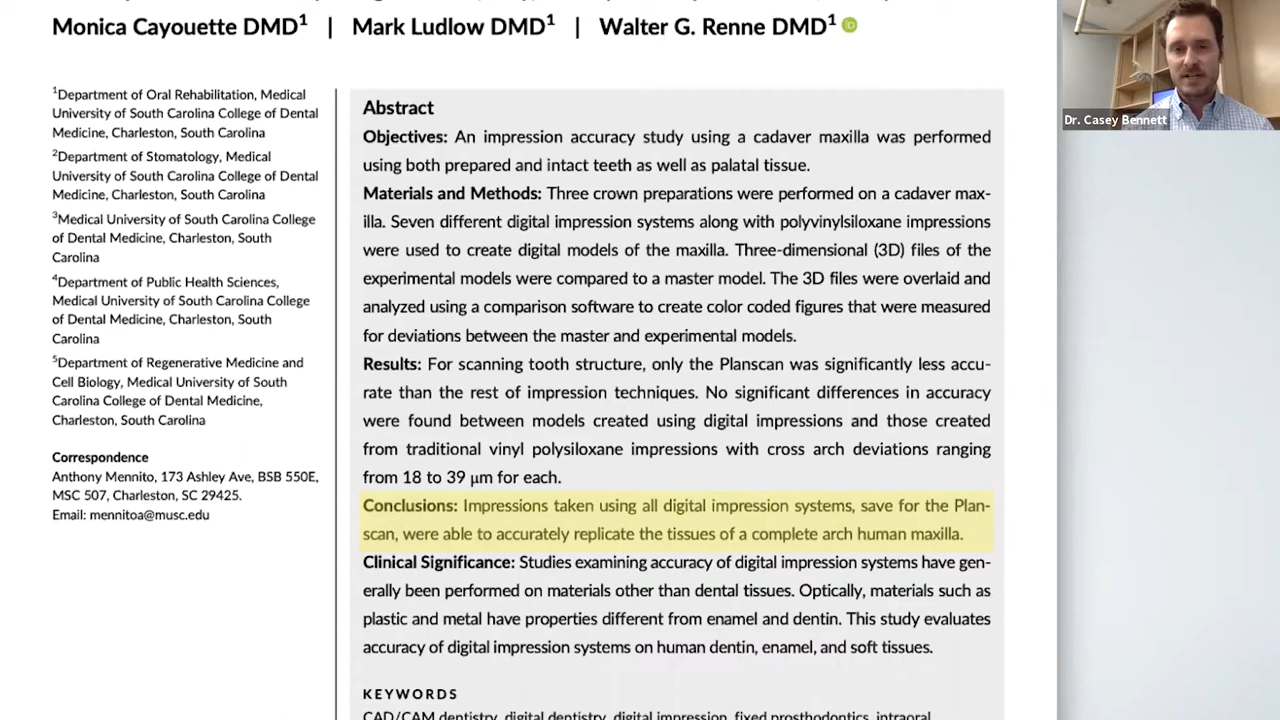 Monica Cayouette DMD1 | Mark Ludlow DMD1 | Walter G. Renne DMD1 iD
Dr. Casey Bennett
1Department of Oral Rehabilitation, Medical
University of South Carolina College of Dental
Medicine, Charleston, South Carolina
2Department of Stomatology, Medical
University of South Carolina College of Dental
Medicine, Charleston, South Carolina
3Medical University of South Carolina College
of Dental Medicine, Charleston, South
Carolina
4Department of Public Health Sciences,
Medical University of South Carolina College
of Dental Medicine, Charleston, South
Carolina
5Department of Regenerative Medicine and
Cell Biology, Medical University of South
Carolina College of Dental Medicine,
Charleston, South Carolina
Correspondence
Anthony Mennito, 173 Ashley Ave, BSB 550E,
MSC 507, Charleston, SC 29425.
Email: mennitoa@musc.edu
Abstract
Objectives: An impression accuracy study using a cadaver maxilla was performed
using both prepared and intact teeth as well as palatal tissue.
Materials and Methods: Three crown preparations were performed on a cadaver max-
illa. Seven different digital impression systems along with polyvinylsiloxane impressions
were used to create digital models of the maxilla. Three-dimensional (3D) files of the
experimental models were compared to a master model. The 3D files were overlaid and
analyzed using a comparison software to create color coded figures that were measured
for deviations between the master and experimental models.
Results: For scanning tooth structure, only the Planscan was significantly less accu-
rate than the rest of impression techniques. No significant differences in accuracy
were found between models created using digital impressions and those created
from traditional vinyl polysiloxane impressions with cross arch deviations ranging
from 18 to 39 μm for each.
Conclusions: Impressions taken using all digital impression systems, save for the Plan-
scan, were able to accurately replicate the tissues of a complete arch human maxilla.
Clinical Significance: Studies examining accuracy of digital impression systems have gen-
erally been performed on materials other than dental tissues. Optically, materials such as
plastic and metal have properties different from enamel and dentin. This study evaluates
accuracy of digital impression systems on human dentin, enamel, and soft tissues.
KEYWORDS
CAD/CAM dentistry, digital dentistry, digital impression, fixed prosthodontics, intraoral